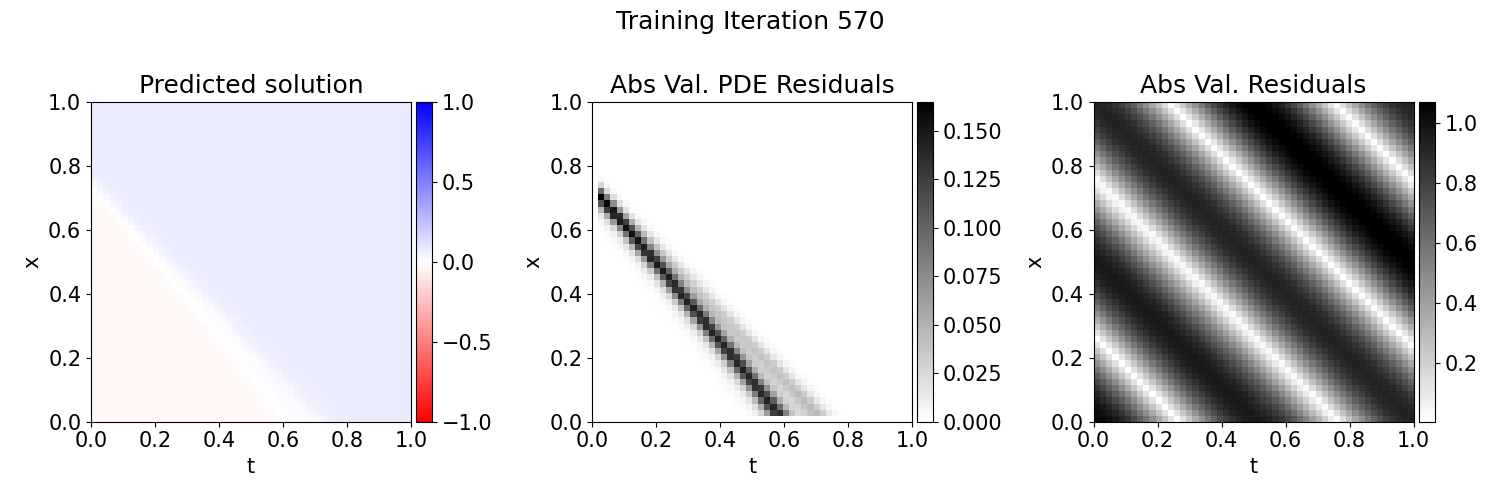 Training Iteration 570
Predicted solution
1.0
0.8
0.6
0.4
0.2
0.0
x
0.0 0.2 0.4 0.6 0.8 1.0
t
1.0
0.5
0.0
−0.5
−1.0
Abs Val. PDE Residuals
1.0
0.8
0.6
0.4
0.2
0.0
x
0.0 0.2 0.4 0.6 0.8 1.0
t
0.150
0.125
0.100
0.075
0.050
0.025
0.000
Abs Val. Residuals
1.0
0.8
0.6
0.4
0.2
0.0
x
0.0 0.2 0.4 0.6 0.8 1.0
t
1.0
0.8
0.6
0.4
0.2